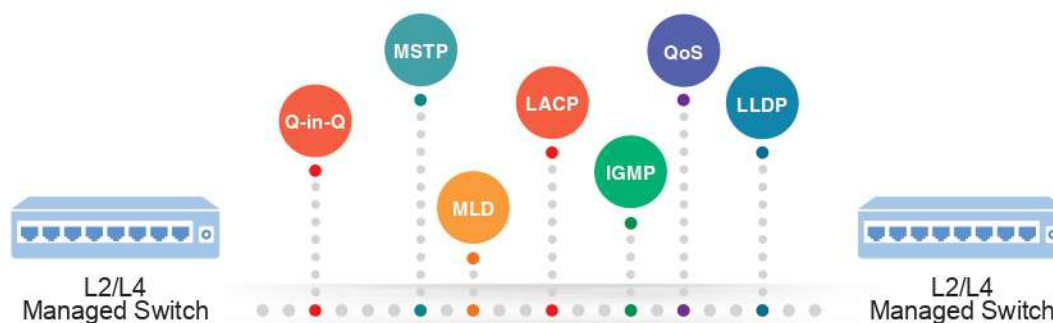 MSTP
QoS
Q-in-Q
LACP
LLDP
MLD
IGMP
L2/L4
Managed Switch
L2/L4
Managed Switch